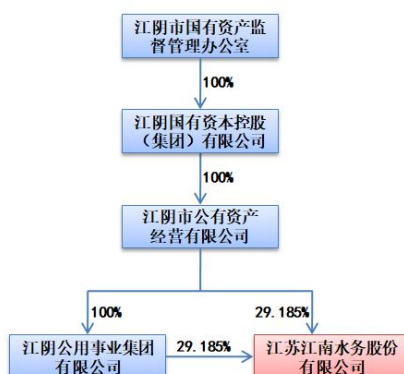 江阴市国有资产监
督管理办公室
100%
江阴国有资本控股
（集团）有限公司
100%
江阴市公有资产
经营有限公司
100%
29.185%
江阴公用事业集团
有限公司
29.185%
江苏江南水务股份
有限公司